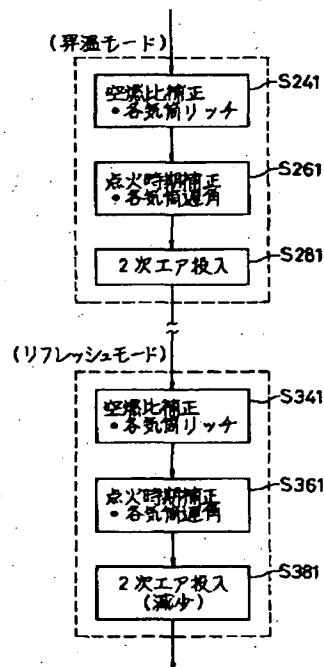 (昇温モード)
S241
空燃比補正
•各気筒リッチ
S261
点火時期補正
•各気筒遅角
S281
2次エア投入
(リフレッシュモード)
S341
空燃比補正
•各気筒リッチ
S361
点火時期補正
•各気筒遅角
S381
2次エア投入
(減少)